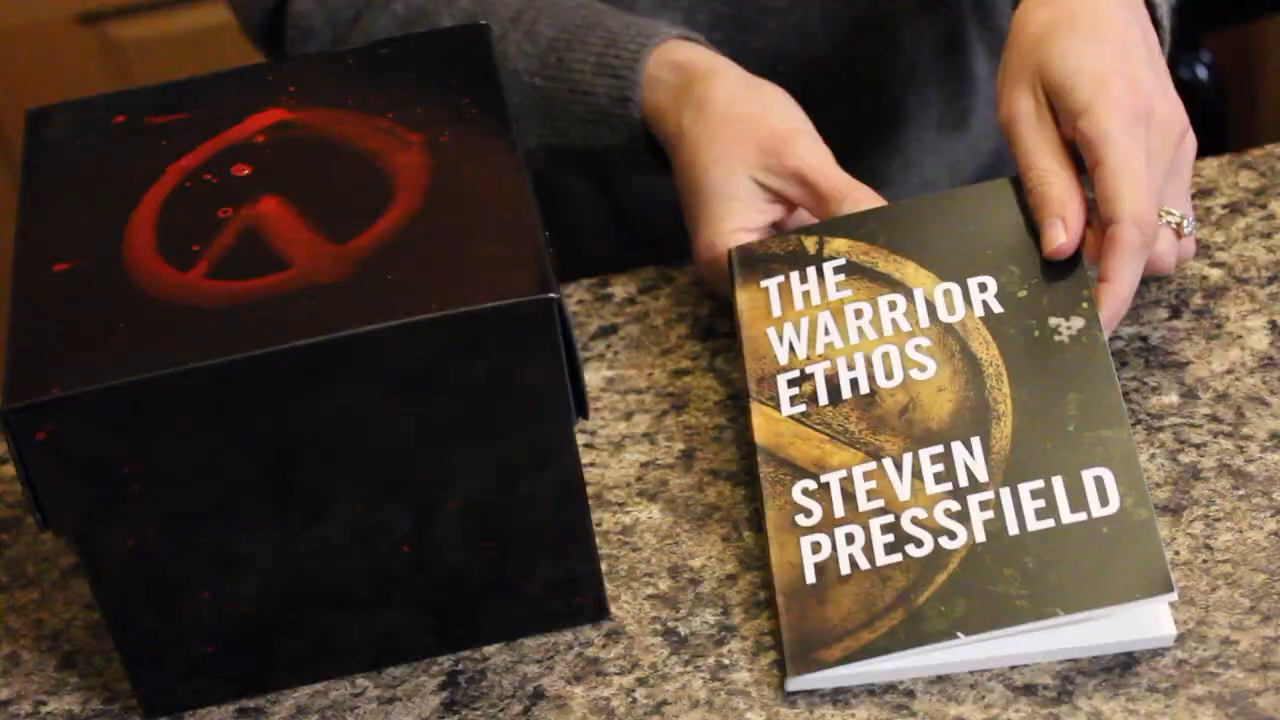 THE
WARRIOR
ETHOS
STEVEN
PRESSFIELD